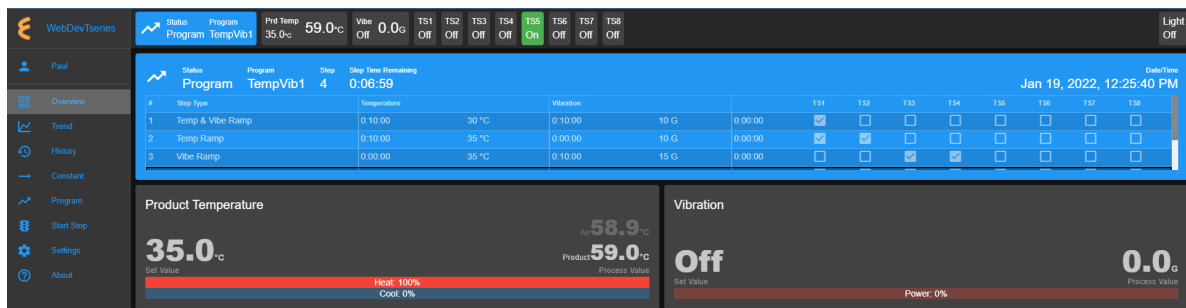 WebDevTseries
Status Program
Program TempVib1
Prd Temp
35.0°C 59.0°C
Vibe
Off 0.0G
TS1 TS2 TS3 TS4 TS5 TS6 TS7 TS8
Off Off Off Off On Off Off Off
Light
Off
Paul
Overview
Trend
History
Constant
Program
Start Stop
Settings
About
Status Program Step Step Time Remaining
Program TempVib1 4 0:06:59
Date/Time
Jan 19, 2022, 12:25:40 PM
# Step Type Temperature Vibration TS1 TS2 TS3 TS4 TS5 TS6 TS7 TS8
1 Temp & Vibe Ramp 0:10:00 30 °C 0:10:00 10 G 0:00:00
2 Temp Ramp 0:10:00 35 °C 0:00:00 10 G 0:00:00
3 Vibe Ramp 0:00:00 35 °C 0:10:00 15 G 0:00:00
Product Temperature
Air 58.9°C
35.0°C
Product 59.0°C
Set Value Process Value
Heat: 100%
Cool: 0%
Vibration
Off 0.0G
Set Value Process Value
Power: 0%